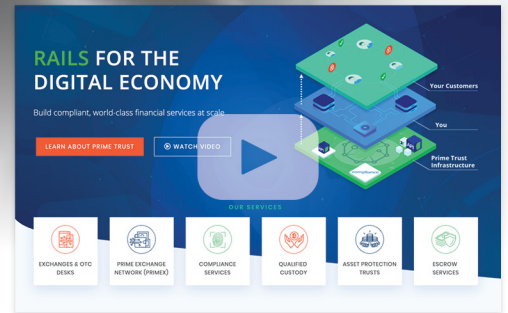 RAILS FOR THE
DIGITAL ECONOMY
Build compliant, world-class financial services at scale
LEARN ABOUT PRIME TRUST
WATCH VIDEO
Your Customers
You
Prime Trust
Infrastructure
OUR SERVICES
EXCHANGES & OTC
DESKS
PRIME EXCHANGE
NETWORK (PRIMEX)
COMPLIANCE
SERVICES
QUALIFIED
CUSTODY
ASSET PROTECTION
TRUSTS
ESCROW
SERVICES